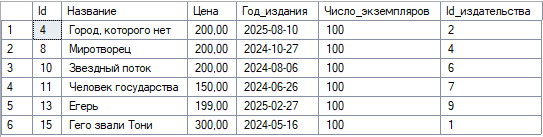 Id Название Цена Год_издания Число_экземпляров Id_издательства
1 4 Город, которого нет 200,00 2025-08-10 100 2
2 8 Миротворец 200,00 2024-10-27 100 4
3 10 Звездный поток 200,00 2024-08-06 100 6
4 11 Человек государства 150,00 2024-06-26 100 7
5 13 Егерь 199,00 2025-02-27 100 9
6 15 Гего звали Тони 300,00 2024-05-16 100 1